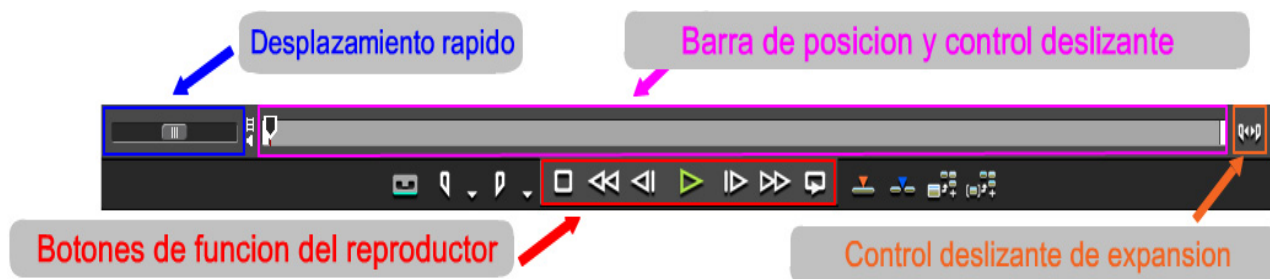 Desplazamiento rapido
Barra de posicion y control deslizante
Botones de funcion del reproductor
Control deslizante de expansion